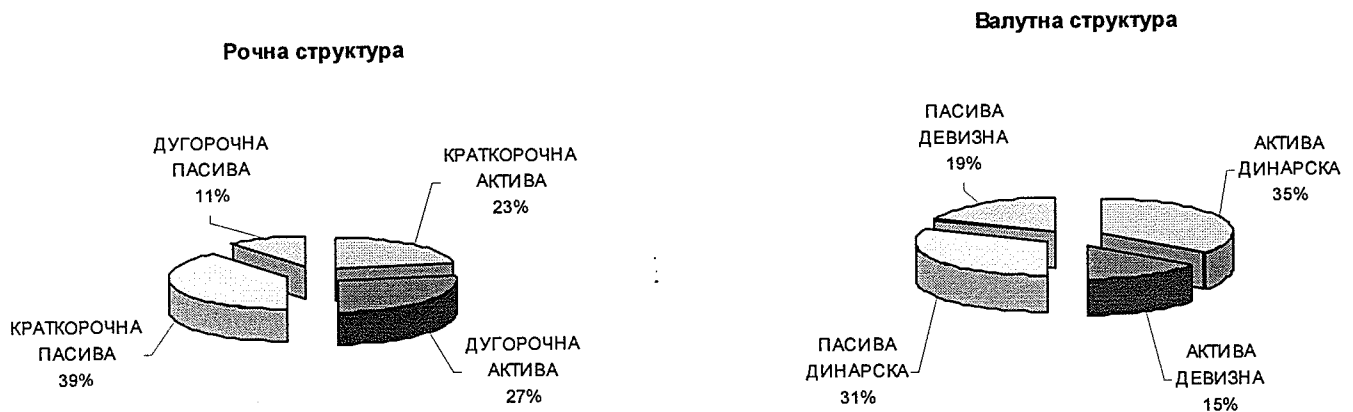 Рочна структура
ДУГОРОЧНА
ПАСИВА
11%
КРАТКОРОЧНА
АКТИВА
23%
КРАТКОРОЧНА
ПАСИВА
39%
ДУГОРОЧНА
АКТИВА
27%
Валутна структура
ПАСИВА
ДЕВИЗНА
19%
АКТИВА
ДИНАРСКА
35%
ПАСИВА
ДИНАРСКА
31%
АКТИВА
ДЕВИЗНА
15%